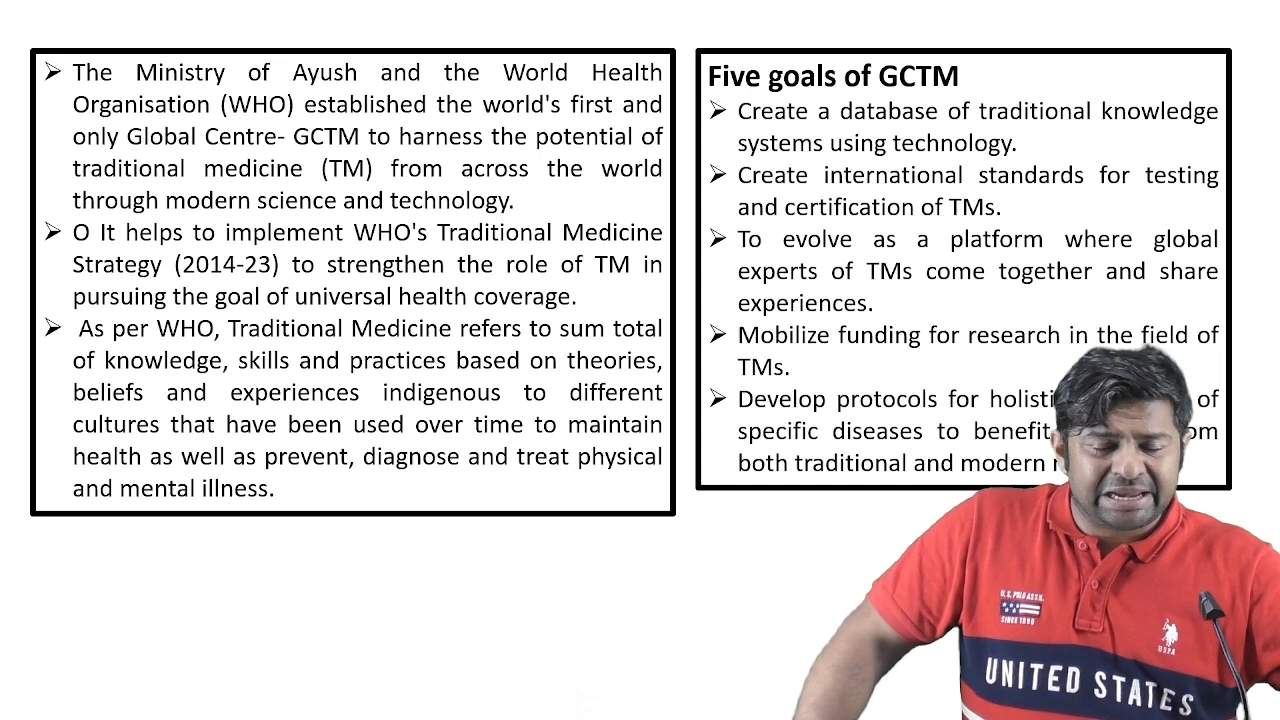 ➢ The Ministry of Ayush and the World Health
Organisation (WHO) established the world's first and
only Global Centre- GCTM to harness the potential of
traditional medicine (TM) from across the world
through modern science and technology.
➢ O It helps to implement WHO's Traditional Medicine
Strategy (2014-23) to strengthen the role of TM in
pursuing the goal of universal health coverage.
➢ As per WHO, Traditional Medicine refers to sum total
of knowledge, skills and practices based on theories,
beliefs and experiences indigenous to different
cultures that have been used over time to maintain
health as well as prevent, diagnose and treat physical
and mental illness.
Five goals of GCTM
➢ Create a database of traditional knowledge
systems using technology.
➢ Create international standards for testing
and certification of TMs.
➢ To evolve as a platform where global
experts of TMs come together and share
experiences.
➢ Mobilize funding for research in the field of
TMs.
➢ Develop protocols for of
specific diseases to benefit
both traditional and modern
U.S. POLO ASSN.
SINCE 1890
USPA
UNITED STATES